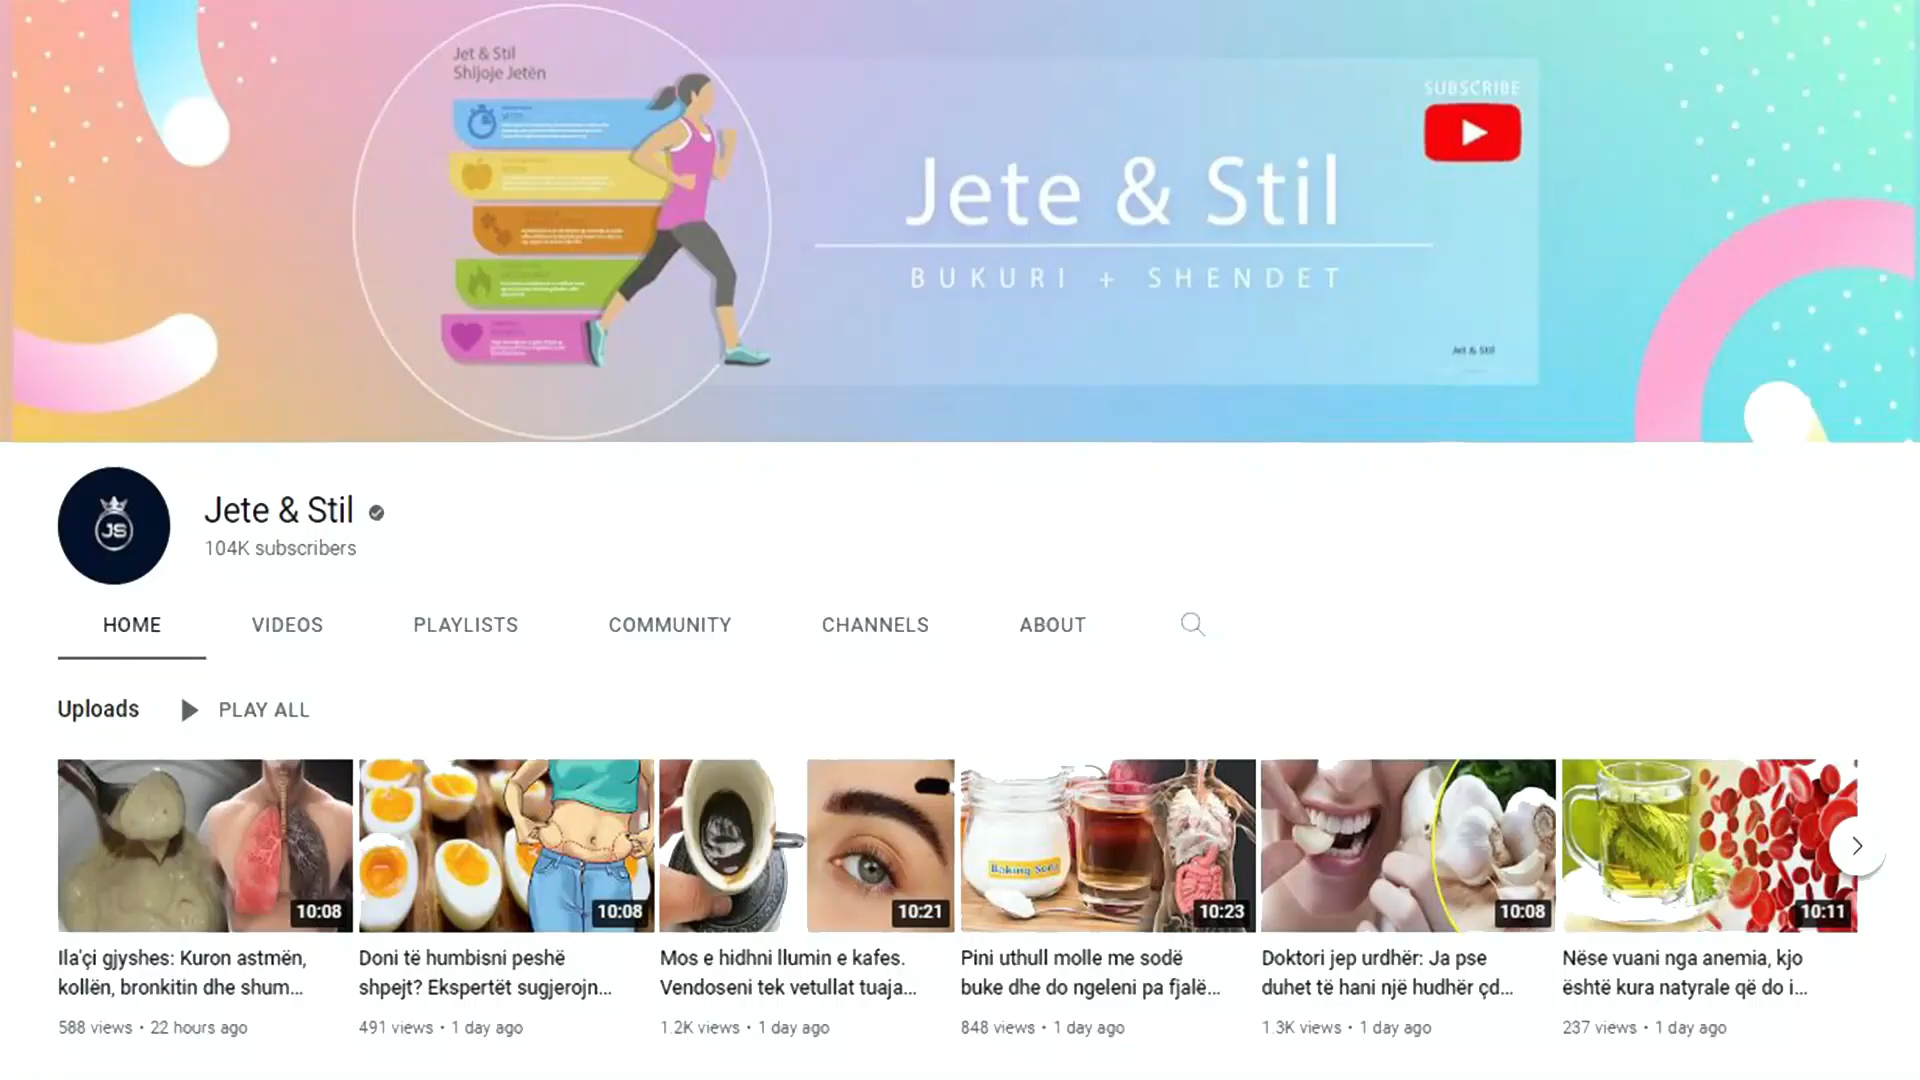 Jet & Stil
Shijoje Jetën
SUBSCRIBE
Jete & Stil
BUKURI + SHENDET
Jet & Stil
JS
Jete & Stil
104K subscribers
HOME VIDEOS PLAYLISTS COMMUNITY CHANNELS ABOUT
Uploads PLAY ALL
Baking Soda
10:08 10:08 10:21 10:23 10:08 10:11
Ila'çi gjyshes: Kuron astmën,
kollën, bronkitin dhe shum...
588 views • 22 hours ago
Doni të humbisni peshë
shpejt? Ekspertët sugjerojn...
491 views • 1 day ago
Mos e hidhni llumin e kafes.
Vendoseni tek vetullat tuaja...
1.2K views • 1 day ago
Pini uthull molle me sodë
buke dhe do ngeleni pa fjalë...
848 views • 1 day ago
Doktori jep urdhër: Ja pse
duhet të hani një hudhër çd...
1.3K views • 1 day ago
Nëse vuani nga anemia, kjo
është kura natyrale që do i...
237 views • 1 day ago